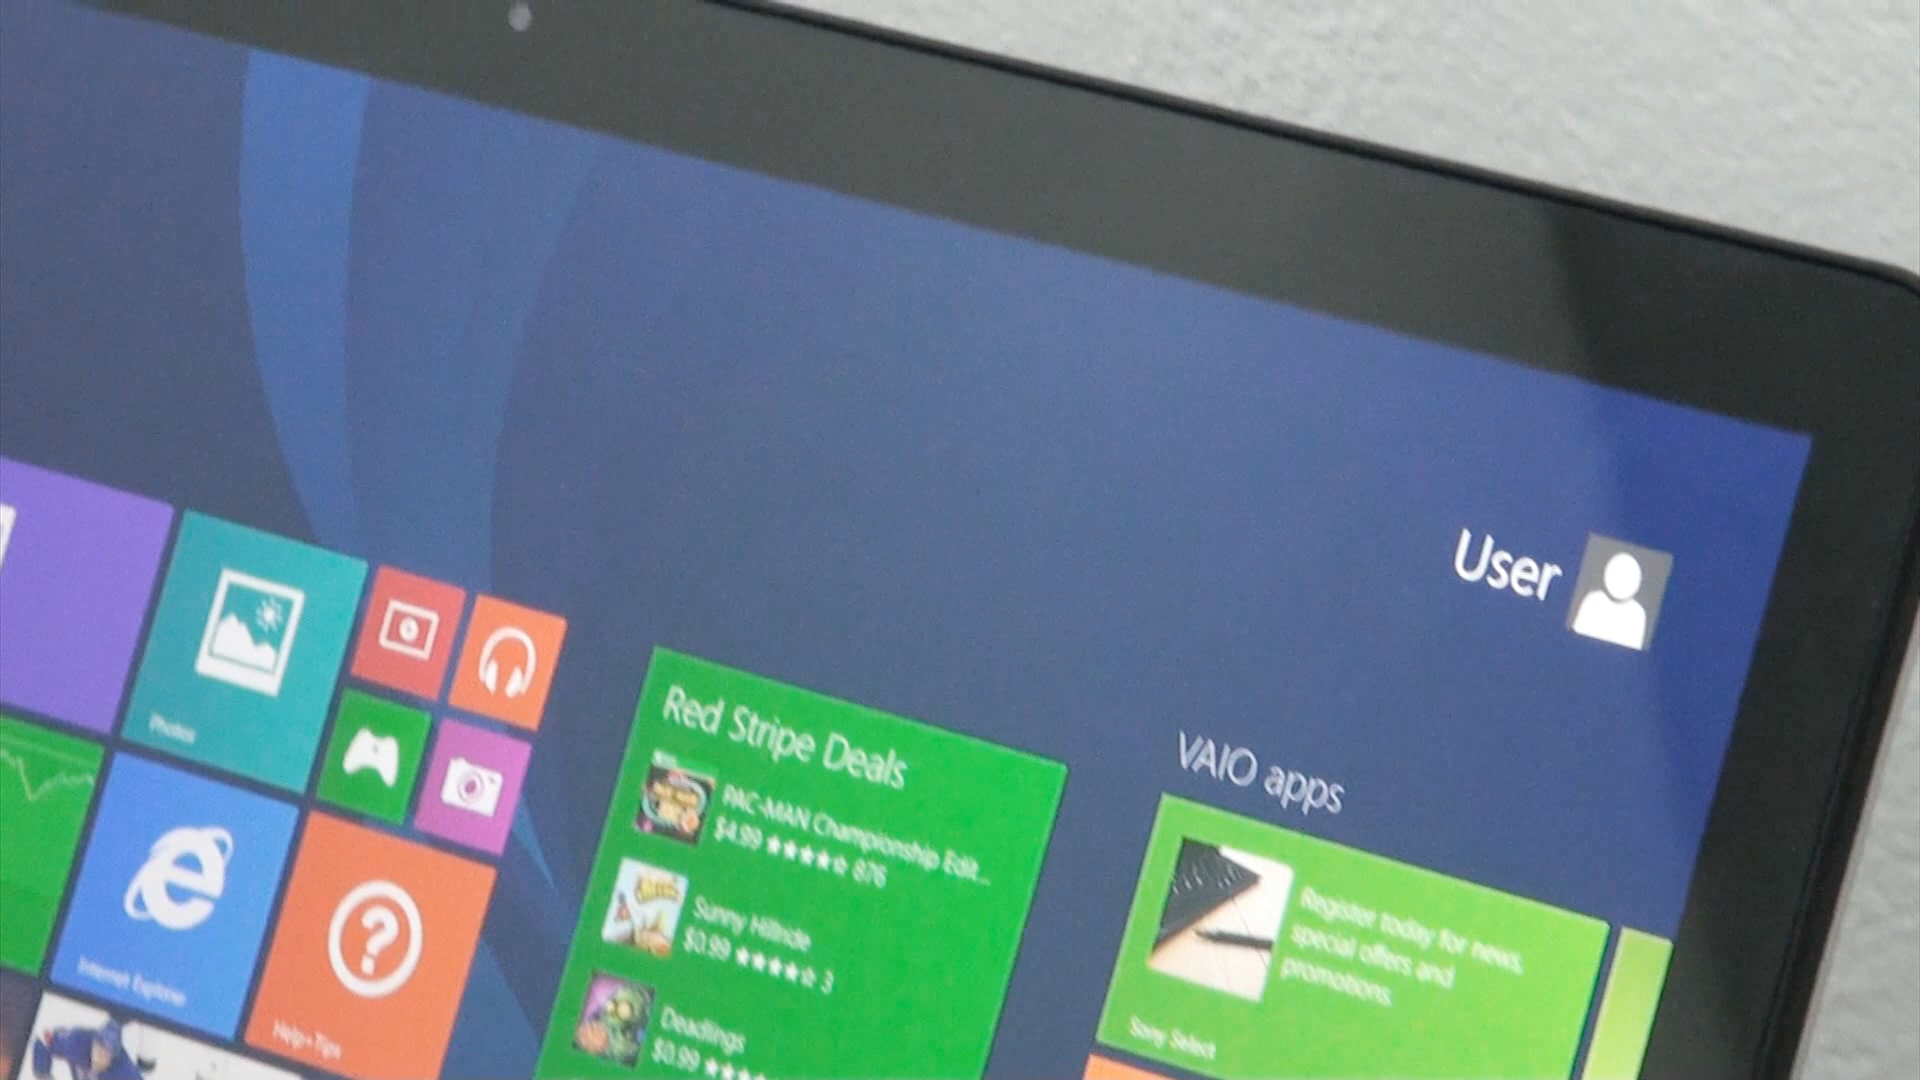 User
Photos
Internet Explorer
Help+Tips
Red Stripe Deals
PAC-MAN Championship Edit...
$4.99 ★★★★☆ 876
Sunny Hillride
$0.99 ★★★★☆ 3
Deadlings
$0.99
VAIO apps
Register today for news,
special offers and
promotions.
Sony Select